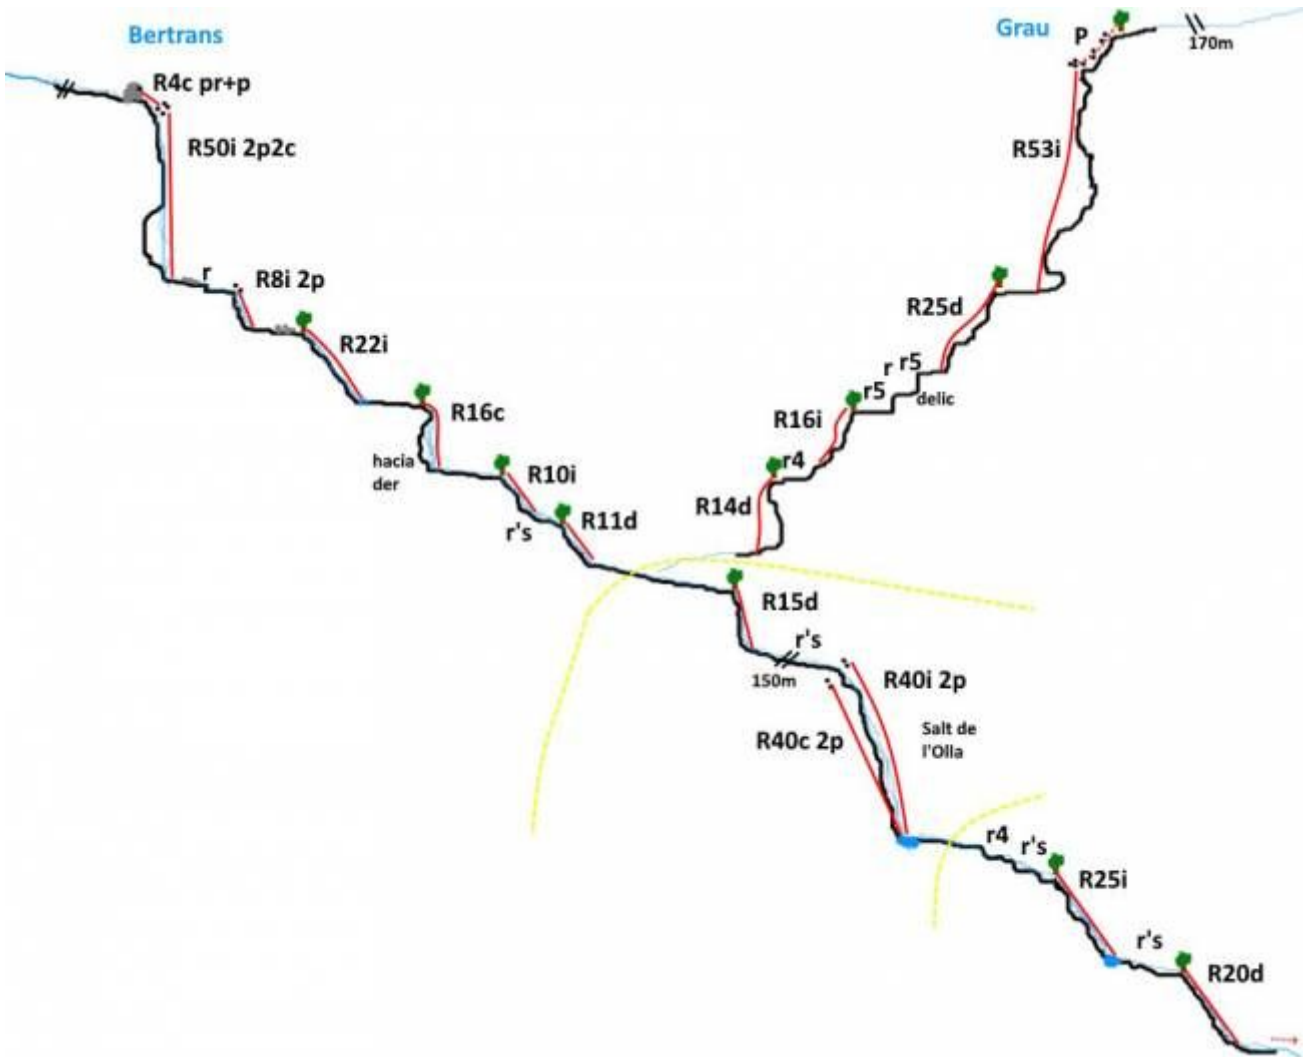 Bertrans
Grau
P
170m
R4c pr+p
R50i 2p2c
R53i
r
R8i 2p
R25d
R22i
r r5
r5
delic
R16c
R16i
hacia
der
r4
R10i
R14d
r's
R11d
R15d
r's
150m
R40i 2p
R40c 2p
Salt de
l'Olla
r4
r's
R25i
r's
R20d